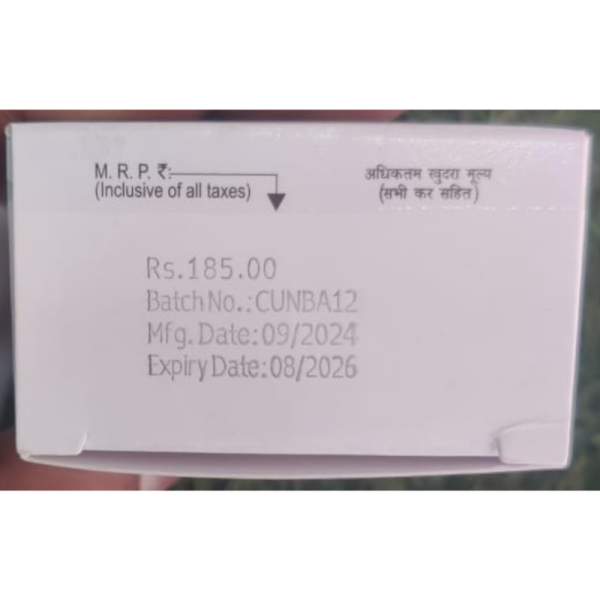 M. R. P. ₹:
(Inclusive of all taxes)
अधिकतम खुदरा मूल्य
(सभी कर सहित)
Rs.185.00
Batch No.:CUNBA12
Mfg. Date:09/2024
Expiry Date:08/2026